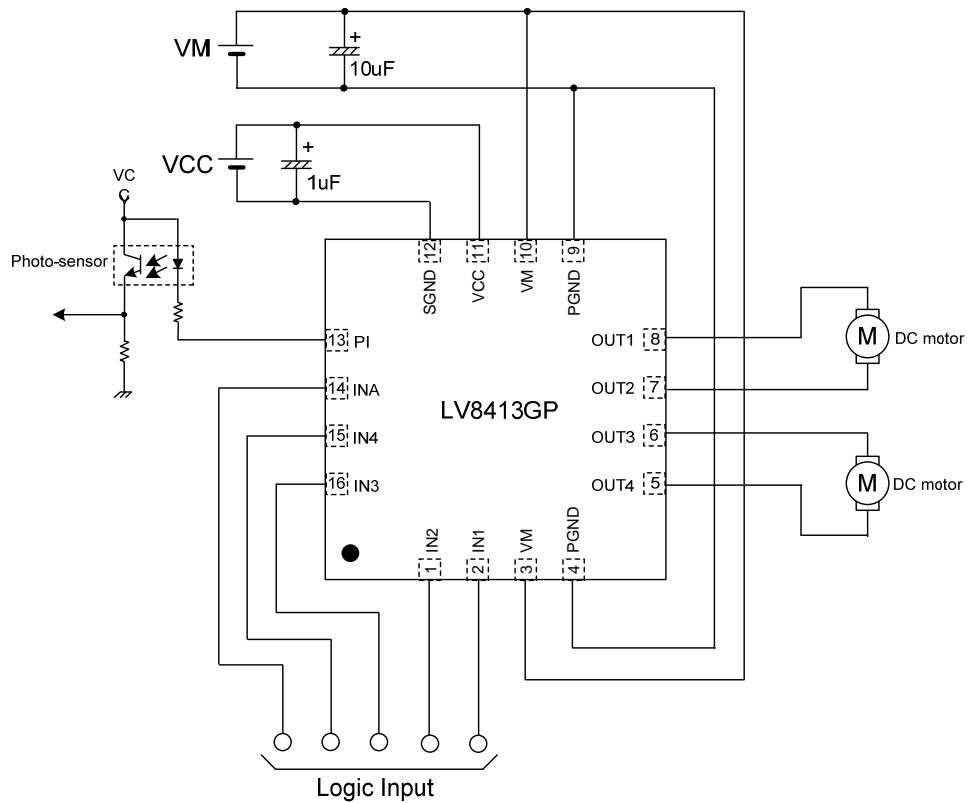 VM
+
10uF
VCC
+
1uF
VC
C
Photo-sensor
12
11
10
9
SGND
VCC
VM
PGND
13 PI
14 INA
15 IN4
16 IN3
LV8413GP
OUT1 8
OUT2 7
OUT3 6
OUT4 5
M
DC motor
M
DC motor
IN2
IN1
VM
PGND
1
2
3
4
Logic Input